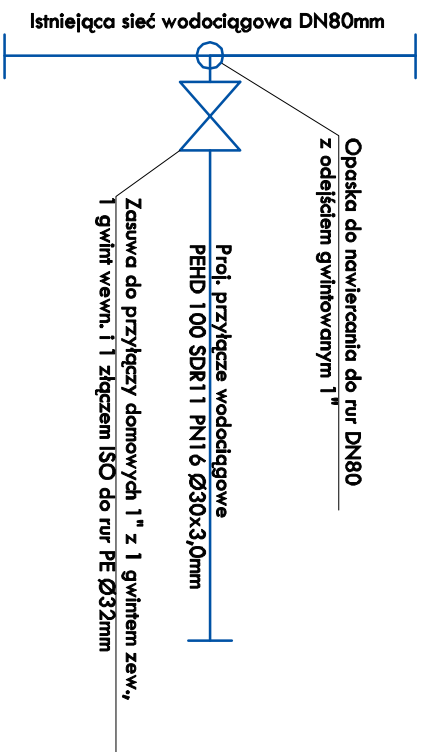 Istniejąca sieć wodociągowa DN80mm
Opaska do nawiercania do rur DN80
z odejściem gwintowanym 1"
Proj. przyłącze wodociągowe
PEHD 100 SDR11 PN16 Ø30x3,0mm
Zasuwa do przyłączy domowych 1" z 1 gwintem zew.,
1 gwint wewn. i 1 złączem ISO do rur PE Ø32mm